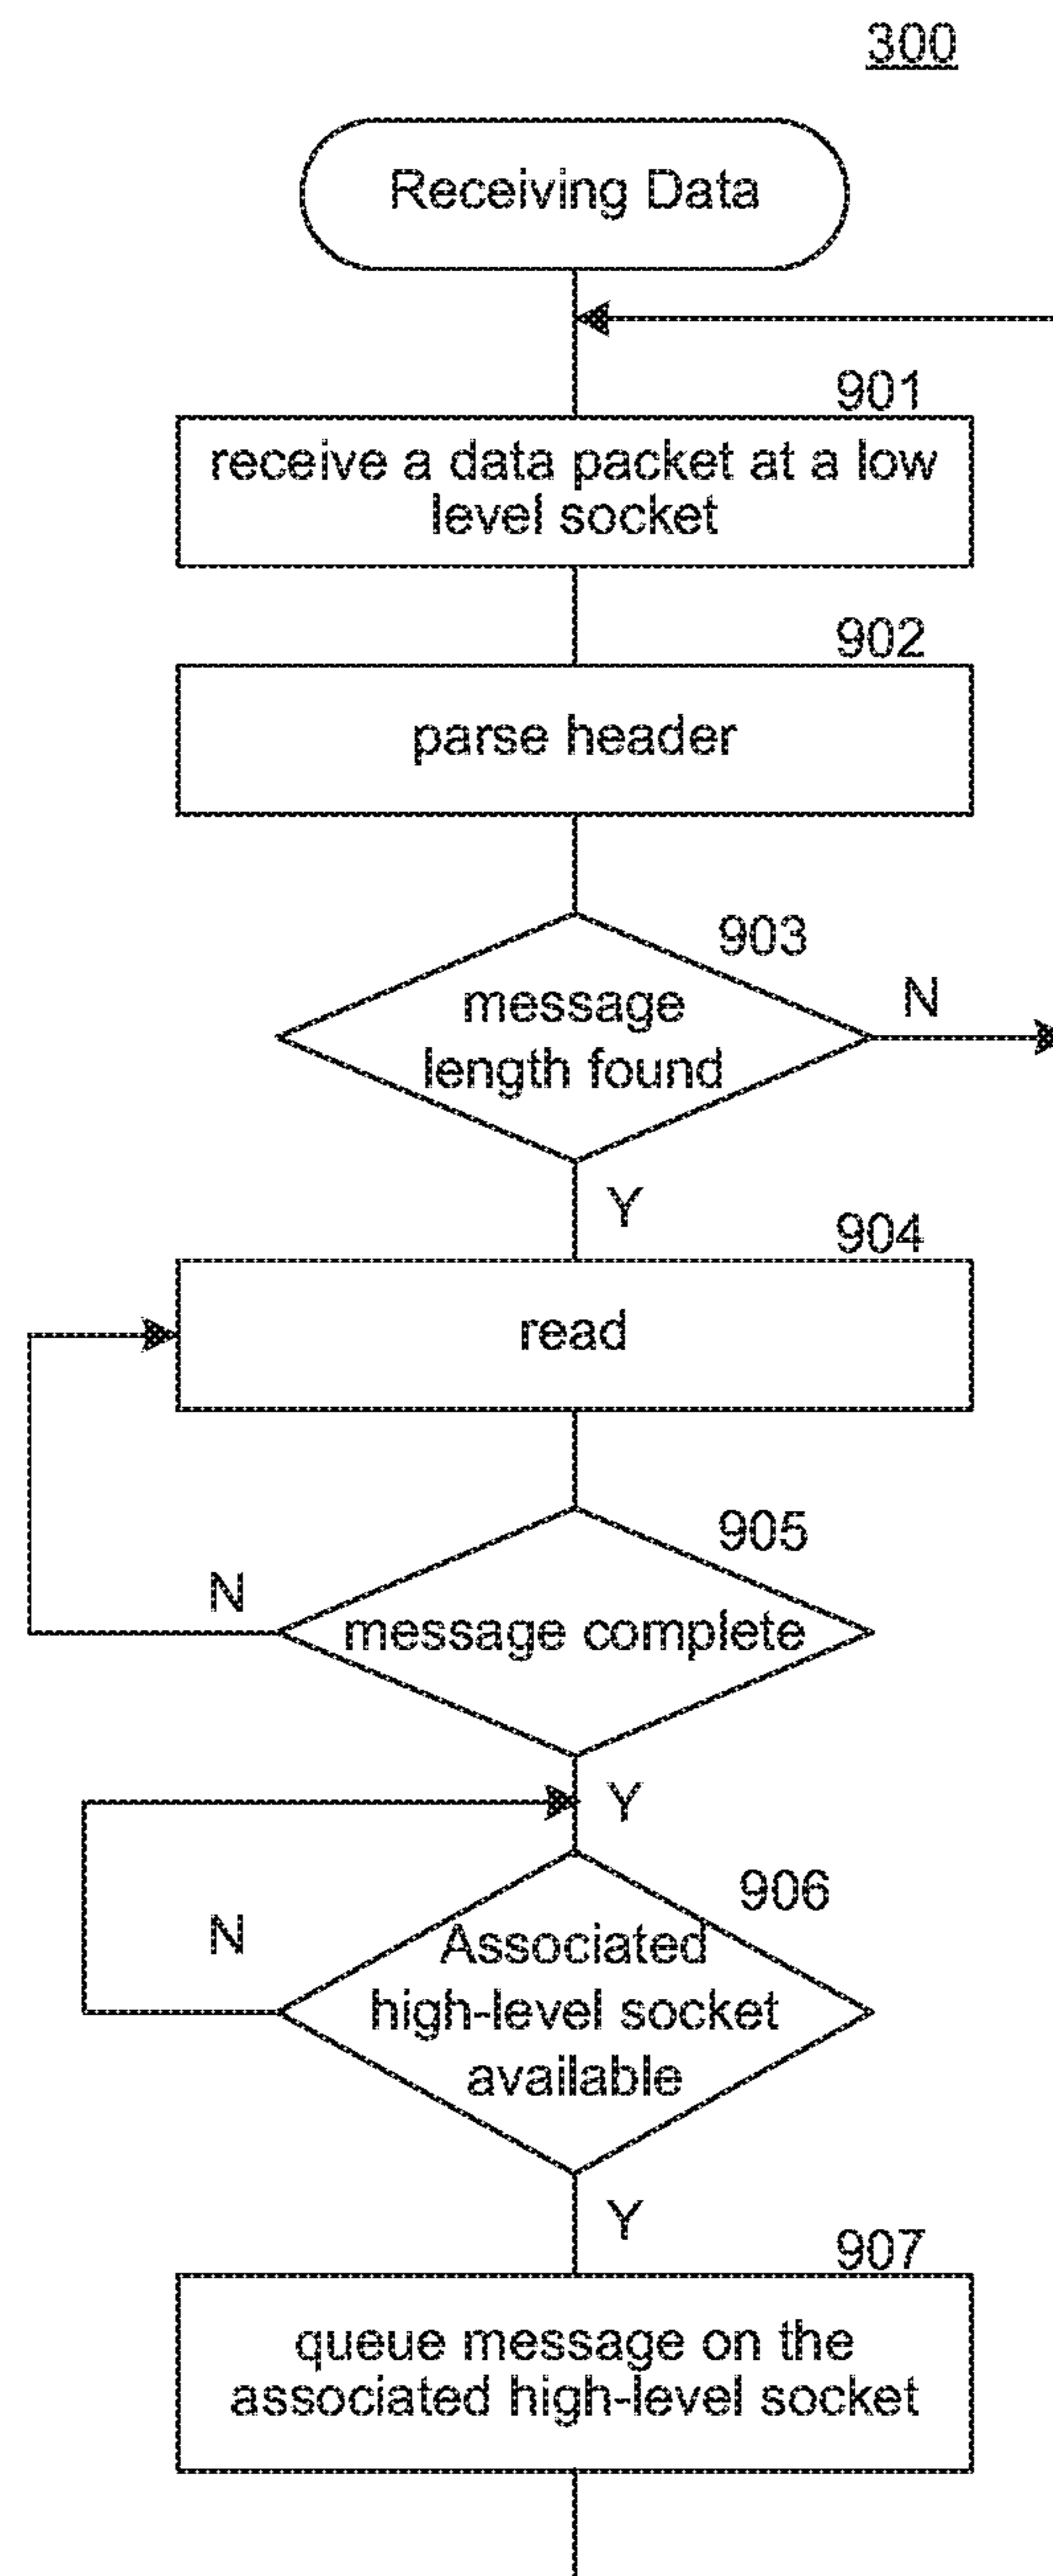 300
Receiving Data
901
receive a data packet at a low
level socket
902
parse header
903
message
length found
N
Y
904
read
905
message complete
N
Y
906
Associated
high-level socket
available
N
Y
907
queue message on the
associated high-level socket